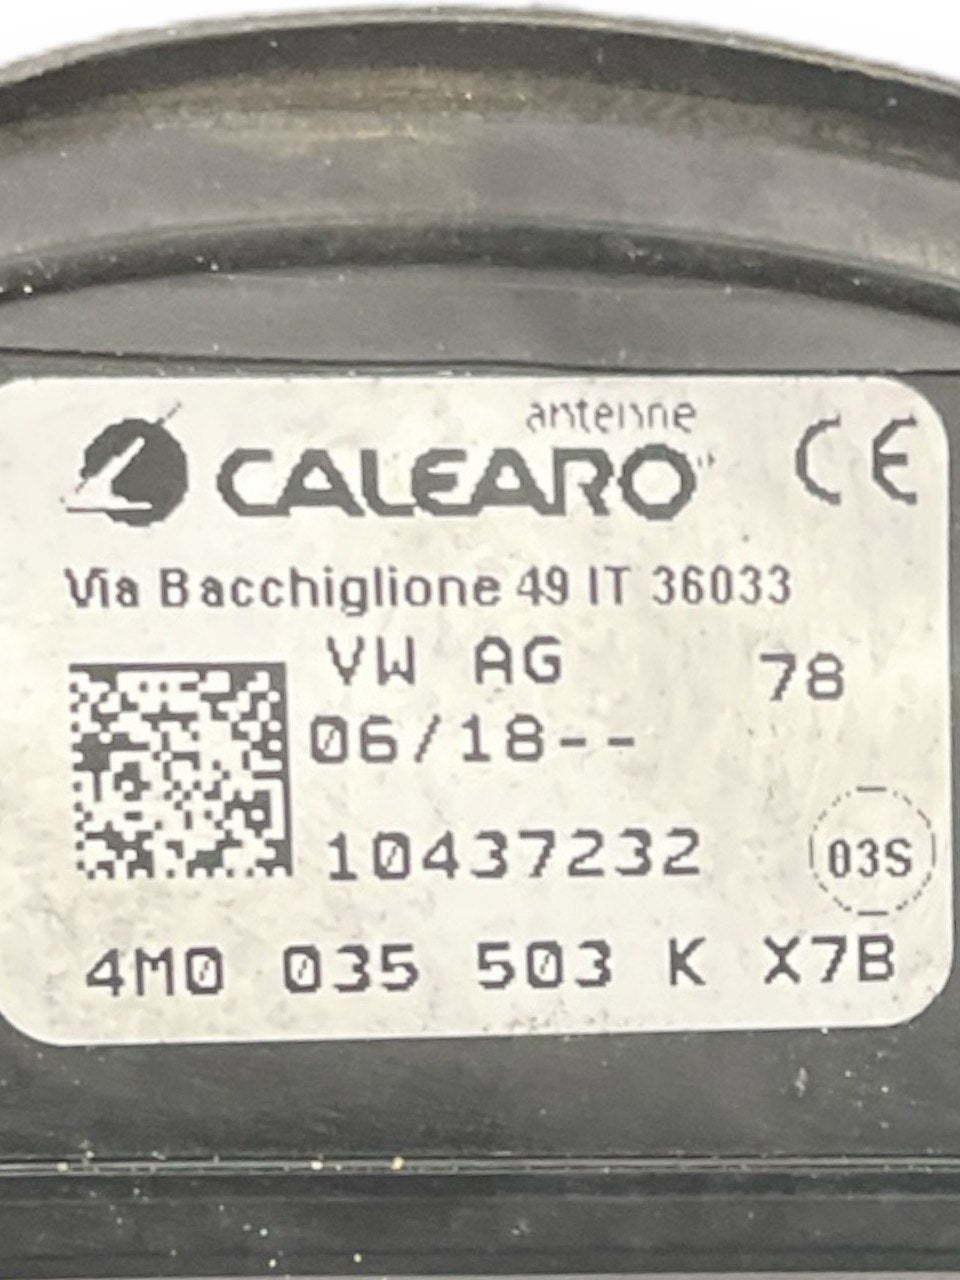 antenne
CALEARO
CE
Via Bacchiglione 49 IT 36033
VW AG
78
06/18--
10437232
03S
4M0 035 503 K X7B